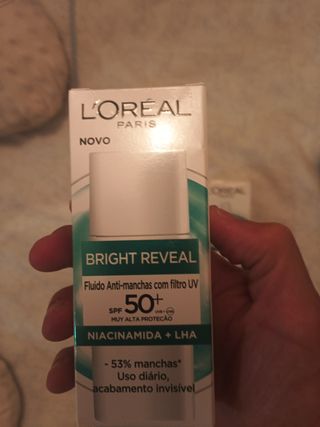 L'ORÉAL
PARIS
NOVO
BRIGHT REVEAL
Fluido Anti-manchas com filtro UV
SPF 50+
MUY ALTA PROTEÇÃO
NIACINAMIDA + LHA
- 53% manchas*
Uso diário,
acabamento invisível
L'ORÉAL